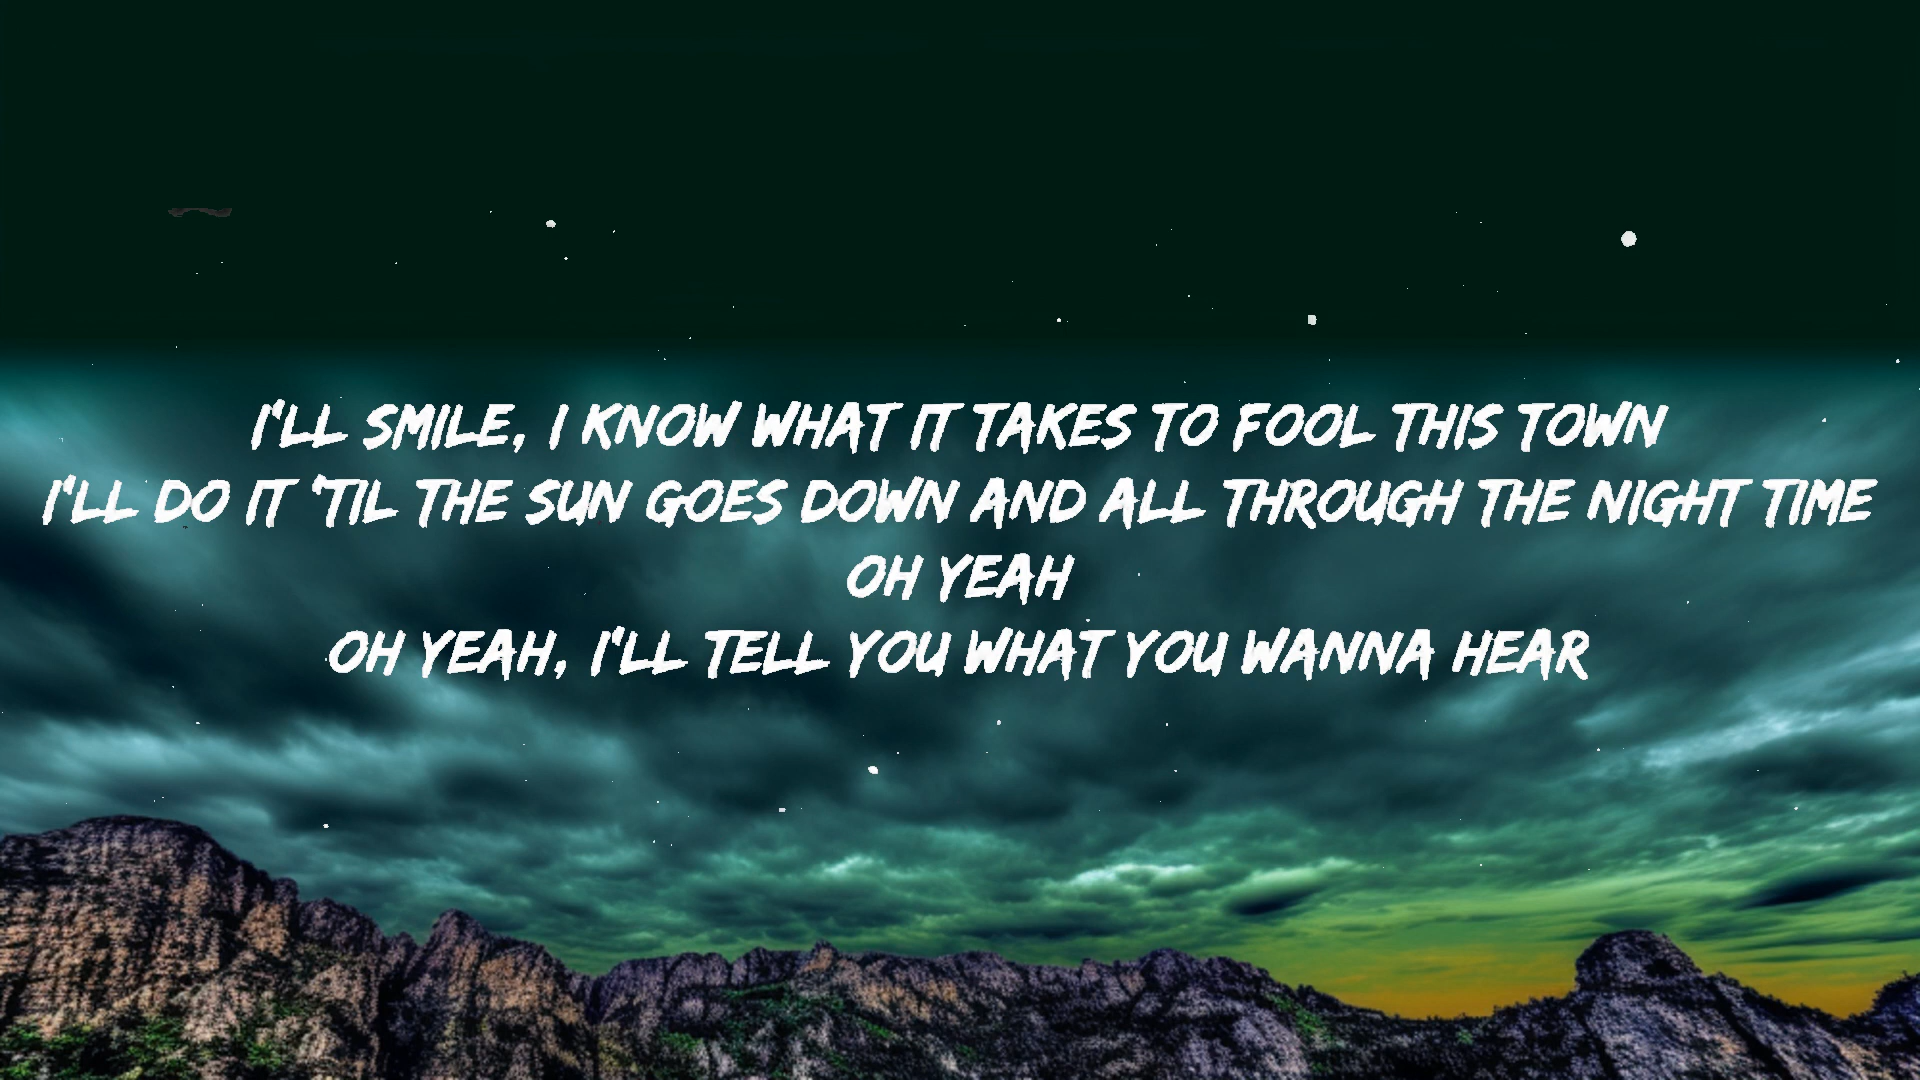 I'LL SMILE, I KNOW WHAT IT TAKES TO FOOL THIS TOWN
I'LL DO IT 'TIL THE SUN GOES DOWN AND ALL THROUGH THE NIGHT TIME
OH YEAH
OH YEAH, I'LL TELL YOU WHAT YOU WANNA HEAR